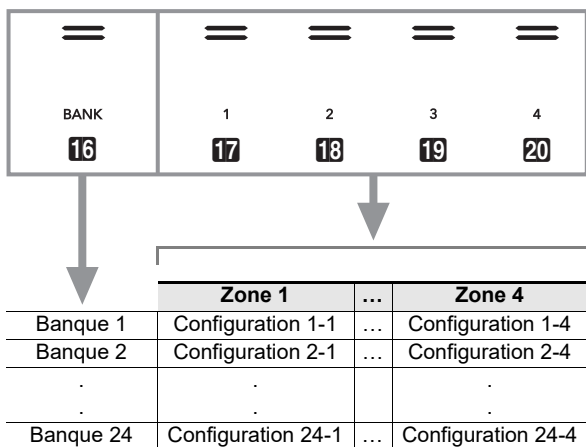 BANK 1 2 3 4
16 17 18 19 20
Zone 1 … Zone 4
Banque 1 Configuration 1-1 … Configuration 1-4
Banque 2 Configuration 2-1 … Configuration 2-4
. . .
. . .
Banque 24 Configuration 24-1 … Configuration 24-4